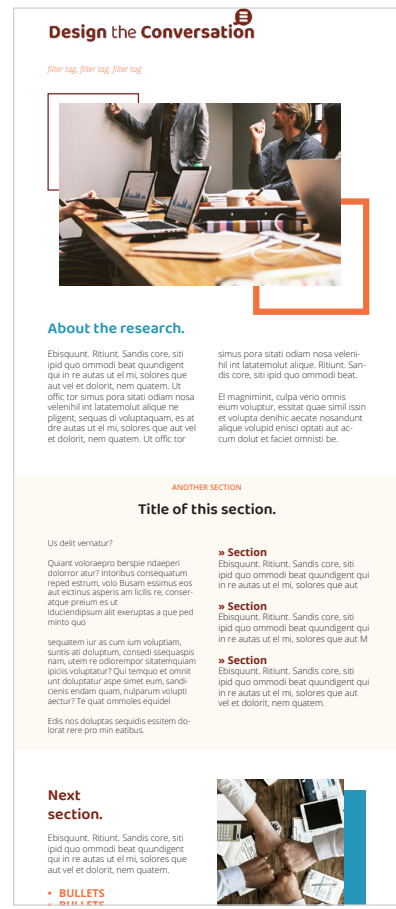 Design the Conversation
filter tag, filter tag, filter tag
About the research.
Ebisquunt. Ritiunt. Sandis core, siti
ipid quo ommodi beat quundigent
qui in re autas ut el mi, solores que
aut vel et dolorit, nem quatem. Ut
offic tor simus pora sitati odiam nosa
velenihil int latatemolut alique ne
pligent, sequas di voluptaquam, es at
dre autas ut el mi, solores que aut vel
et dolorit, nem quatem. Ut offic tor
simus pora sitati odiam nosa veleni-
hil int latatemolut alique. Ritiunt. San-
dis core, siti ipid quo ommodi beat.
El magniminit, culpa verio omnis
eium voluptur, essitat quae simil issin
et volupta denihic aecate nosandunt
alique volupid enisci optati aut ac-
cum dolut et faciet omnisti be.
ANOTHER SECTION
Title of this section.
Us delit vernatur?
Quiant voloraepro berspie ndaeperi
dolorror atur? Intoribus consequatum
reped estrum, volo Busam essimus eos
aut eictinus asperis am licilis re, conser-
atque preium es ut
Iduciendipsum alit exeruptas a que ped
minto quo
sequatem iur as cum ium voluptiam,
suntis ati doluptum, consedi ssequaspis
nam, utem re odiorempor sitatemquiam
ipiciis voluptatur? Qui temquo et omnit
unt doluptatur aspe simet eum, sandi-
cienis endam quam, nulparum volupti
aectur? Te quat ommoles equidel
Edis nos doluptas sequidis essitem do-
lorat rere pro min eatibus.
» Section
Ebisquunt. Ritiunt. Sandis core, siti
ipid quo ommodi beat quundigent qui
in re autas ut el mi, solores que aut
» Section
Ebisquunt. Ritiunt. Sandis core, siti
ipid quo ommodi beat quundigent qui
in re autas ut el mi, solores que aut M
» Section
Ebisquunt. Ritiunt. Sandis core, siti
ipid quo ommodi beat quundigent qui
in re autas ut el mi, solores que aut
vel et dolorit, nem quatem.
Next
section.
Ebisquunt. Ritiunt. Sandis core, siti
ipid quo ommodi beat quundigent
qui in re autas ut el mi, solores que
aut vel et dolorit, nem quatem.
• BULLETS
• BULLETS